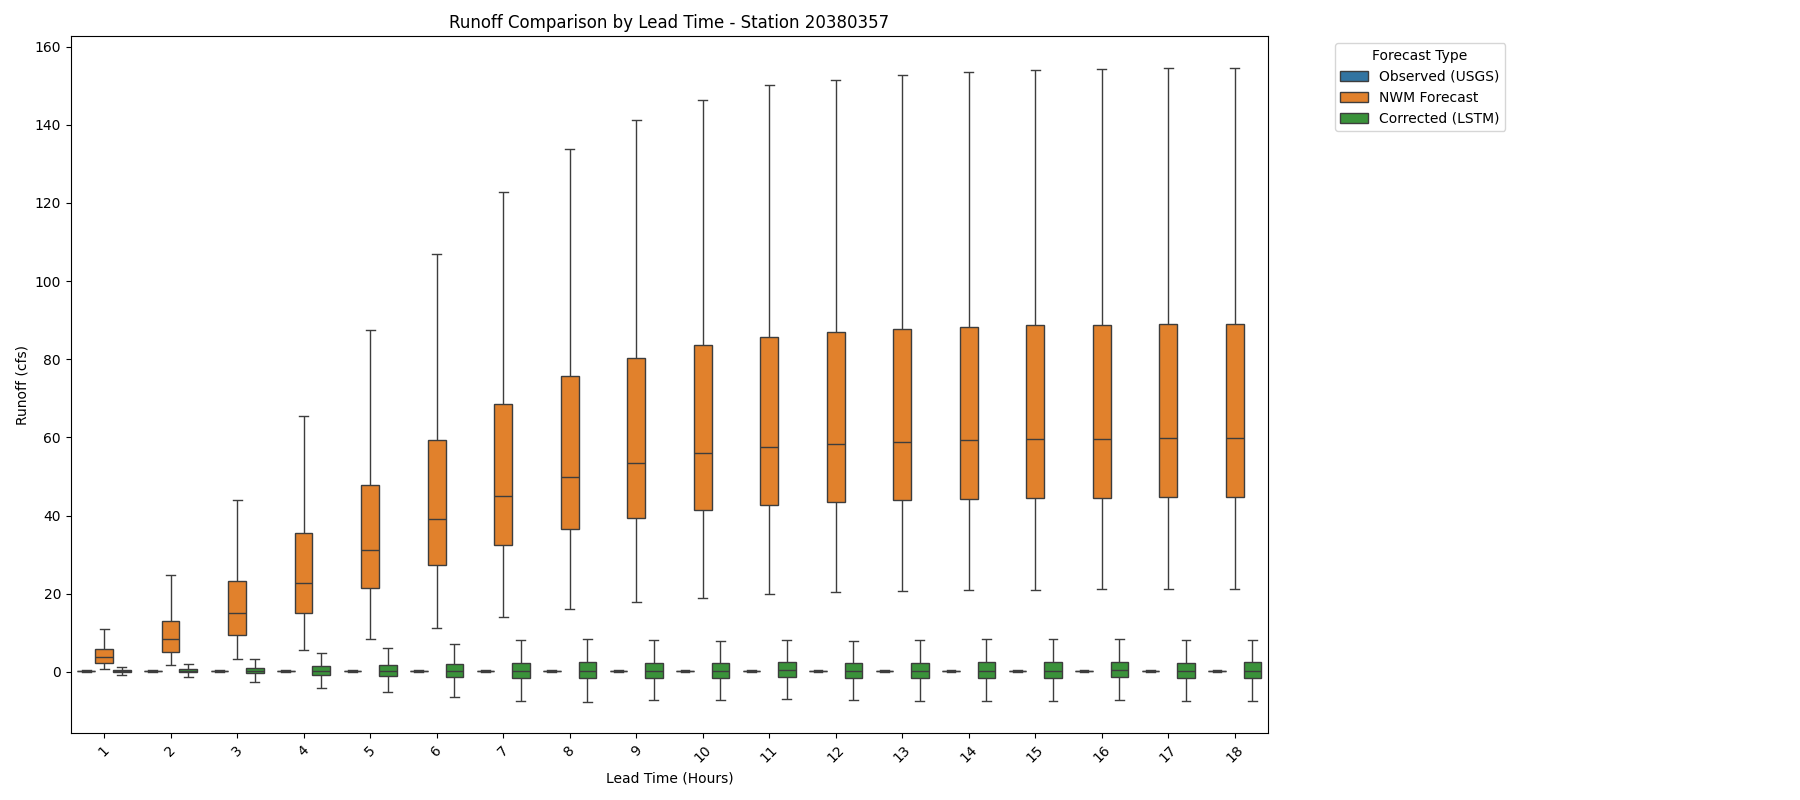 Runoff Comparison by Lead Time - Station 20380357
Forecast Type
Observed (USGS)
NWM Forecast
Corrected (LSTM)
Runoff (cfs)
160
140
120
100
80
60
40
20
0
1 2 3 4 5 6 7 8 9 10 11 12 13 14 15 16 17 18
Lead Time (Hours)